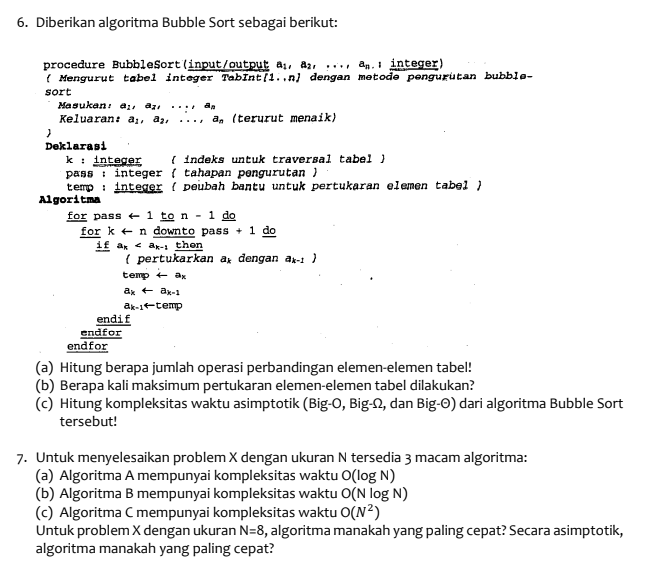 6. Diberikan algoritma Bubble Sort sebagai berikut:
procedure BubbleSort(input/output a₁, a₂, ..., aₙ : integer)
{ Mengurut tabel integer TabInt[1..n] dengan metode pengurutan bubble-
sort
Masukan: a₁, a₂, ..., aₙ
Keluaran: a₁, a₂, ..., aₙ (terurut menaik)
}
Deklarasi
k : integer { indeks untuk traversal tabel }
pass : integer { tahapan pengurutan }
temp : integer { peubah bantu untuk pertukaran elemen tabel }
Algoritma
for pass ← 1 to n - 1 do
for k ← n downto pass + 1 do
if aₖ < aₖ₋₁ then
{ pertukarkan aₖ dengan aₖ₋₁ }
temp ← aₖ
aₖ ← aₖ₋₁
aₖ₋₁←temp
endif
endfor
endfor
(a) Hitung berapa jumlah operasi perbandingan elemen-elemen tabel!
(b) Berapa kali maksimum pertukaran elemen-elemen tabel dilakukan?
(c) Hitung kompleksitas waktu asimptotik (Big-O, Big-Ω, dan Big-Θ) dari algoritma Bubble Sort
tersebut!
7. Untuk menyelesaikan problem X dengan ukuran N tersedia 3 macam algoritma:
(a) Algoritma A mempunyai kompleksitas waktu O(log N)
(b) Algoritma B mempunyai kompleksitas waktu O(N log N)
(c) Algoritma C mempunyai kompleksitas waktu O(N²)
Untuk problem X dengan ukuran N=8, algoritma manakah yang paling cepat? Secara asimptotik,
algoritma manakah yang paling cepat?